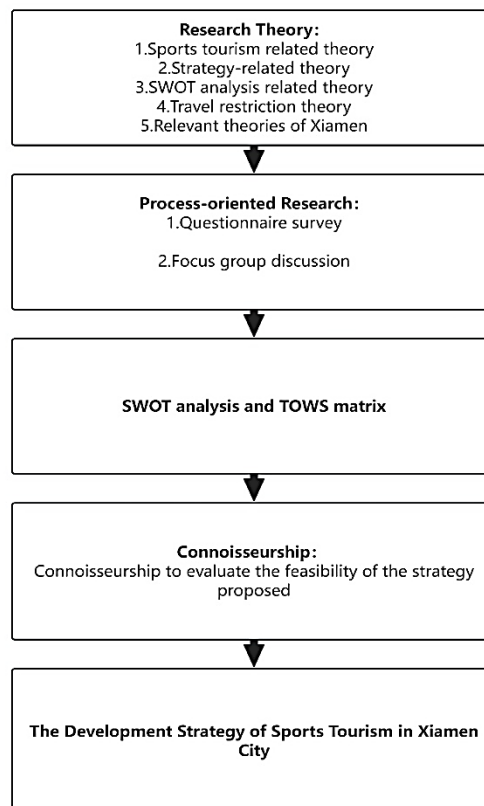 Research Theory:
1.Sports tourism related theory
2.Strategy-related theory
3.SWOT analysis related theory
4.Travel restriction theory
5.Relevant theories of Xiamen
Process-oriented Research:
1.Questionnaire survey
2.Focus group discussion
SWOT analysis and TOWS matrix
Connoisseurship:
Connoisseurship to evaluate the feasibility of the strategy
proposed
The Development Strategy of Sports Tourism in Xiamen
City